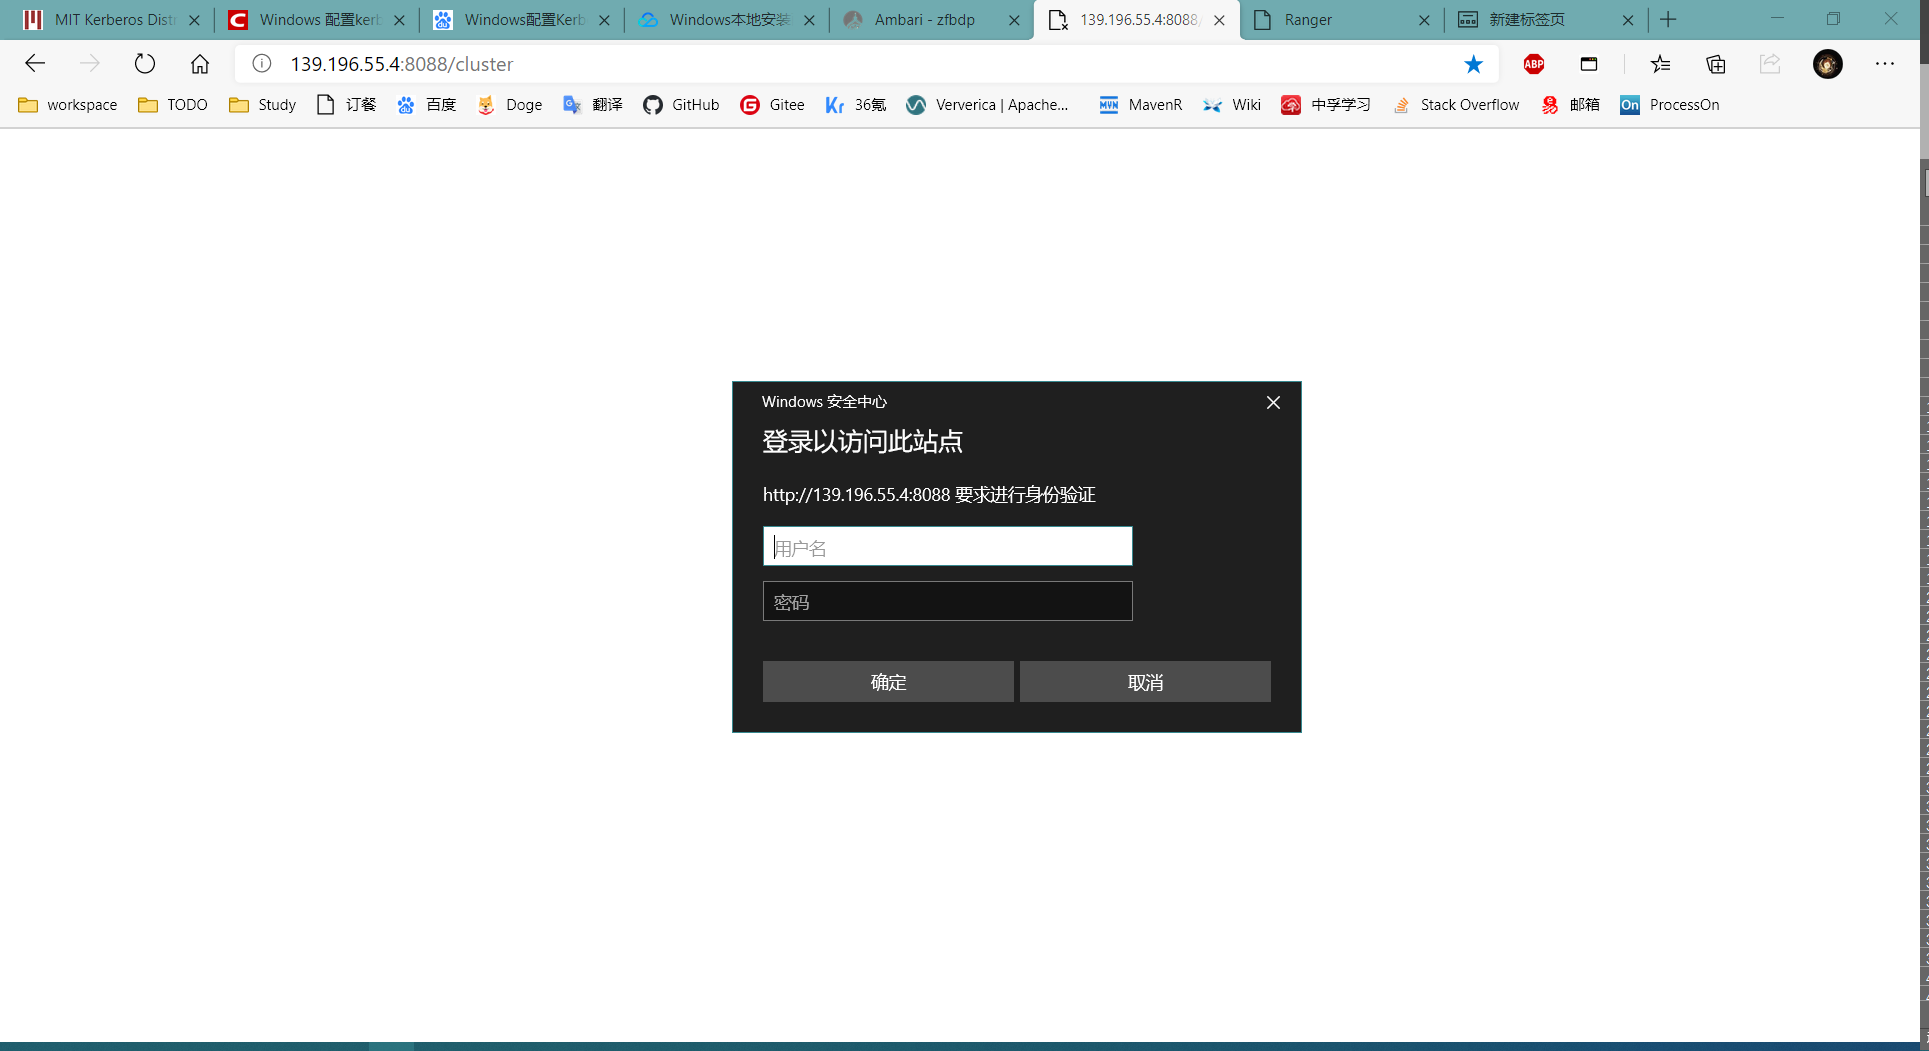 MIT Kerberos Dist
Windows 配置kerb
Windows配置Kerb
Windows本地安装
Ambari - zfbdp
139.196.55.4:8088/
Ranger
新建标签页
139.196.55.4:8088/cluster
ABP
workspace
TODO
Study
订餐
百度
Doge
翻译
GitHub
Gitee
36氪
Ververica | Apache...
MavenR
Wiki
中孚学习
Stack Overflow
邮箱
ProcessOn
Windows 安全中心
登录以访问此站点
http://139.196.55.4:8088 要求进行身份验证
用户名
密码
确定
取消